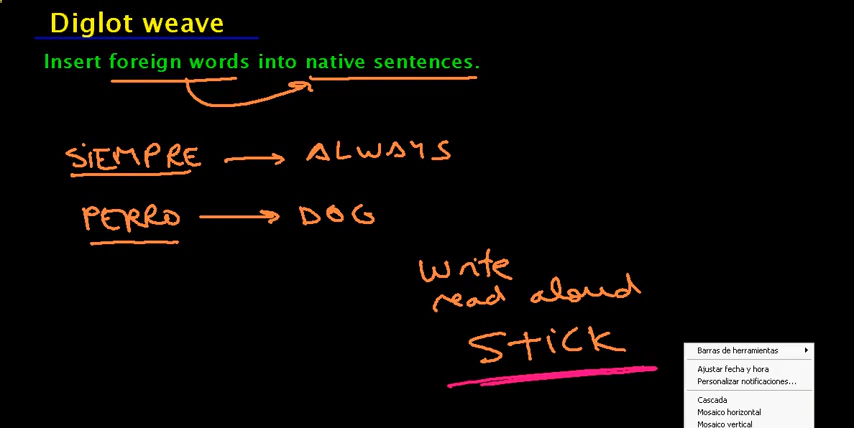 Diglot weave
Insert foreign words into native sentences.
SiEMPRE → ALWAYS
PERRO → DOG
Write
read aloud
STiCK
Barras de herramientas
Ajustar fecha y hora
Personalizar notificaciones...
Cascada
Mosaico horizontal
Mosaico vertical